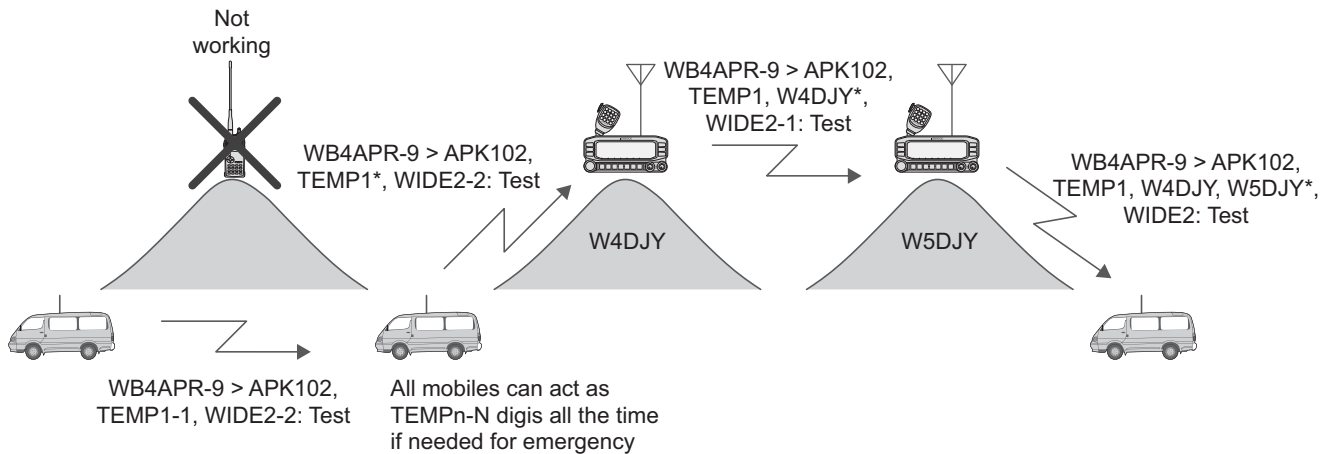 Not
working
WB4APR-9 > APK102,
TEMP1*, WIDE2-2: Test
WB4APR-9 > APK102,
TEMP1, W4DJY*,
WIDE2-1: Test
WB4APR-9 > APK102,
TEMP1, W4DJY, W5DJY*,
WIDE2: Test
W4DJY
W5DJY
WB4APR-9 > APK102,
TEMP1-1, WIDE2-2: Test
All mobiles can act as
TEMPn-N digis all the time
if needed for emergency